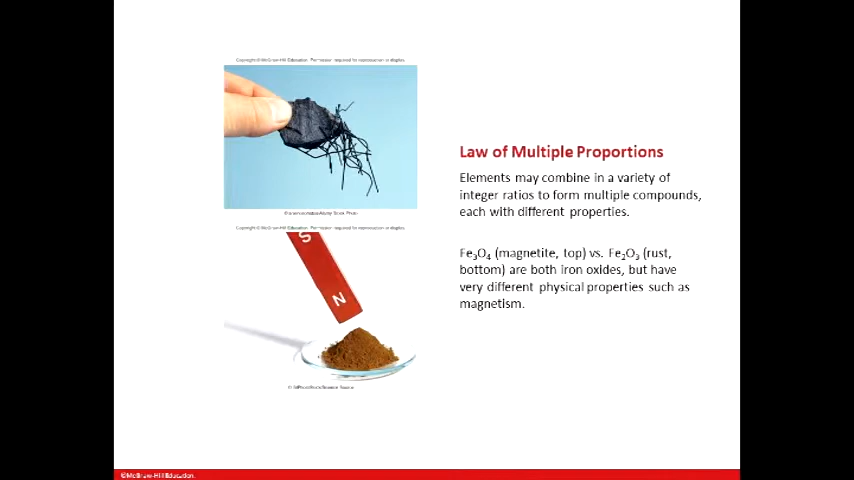 Copyright © McGraw-Hill Education. Permission required for reproduction or display.
Law of Multiple Proportions
Elements may combine in a variety of
integer ratios to form multiple compounds,
each with different properties.
Stock Photo
Copyright © McGraw-Hill Education. Permission required for reproduction or display.
S
N
Fe₃O₄ (magnetite, top) vs. Fe₂O₃ (rust,
bottom) are both iron oxides, but have
very different physical properties such as
magnetism.
Source
©McGraw-Hill Education.